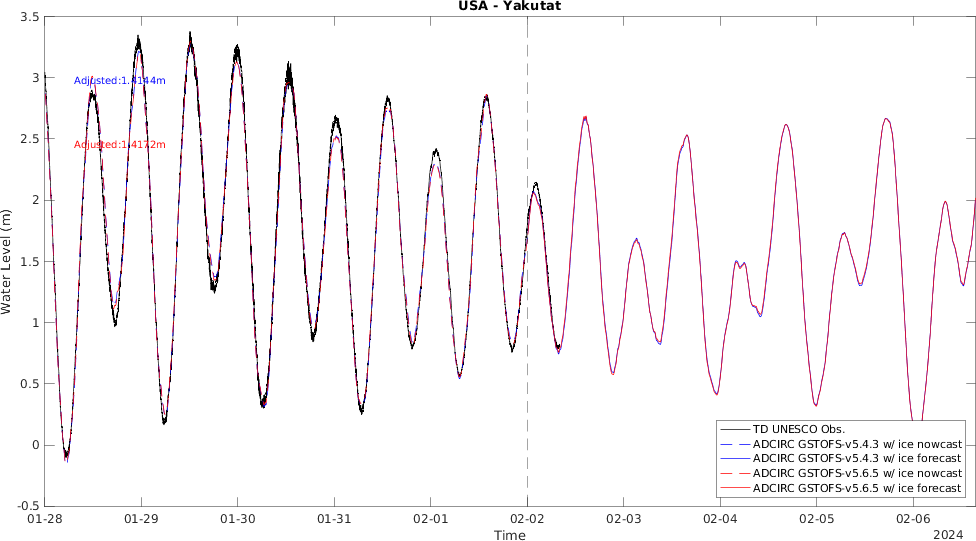 USA - Yakutat
3.5
3
2.5
2
1.5
1
0.5
0
-0.5
Water Level (m)
Adjusted:1.4144m
Adjusted:1.4172m
TD UNESCO Obs.
ADCIRC GSTOFS-v5.4.3 w/ ice nowcast
ADCIRC GSTOFS-v5.4.3 w/ ice forecast
ADCIRC GSTOFS-v5.6.5 w/ ice nowcast
ADCIRC GSTOFS-v5.6.5 w/ ice forecast
01-28 01-29 01-30 01-31 02-01 02-02 02-03 02-04 02-05 02-06
Time
2024